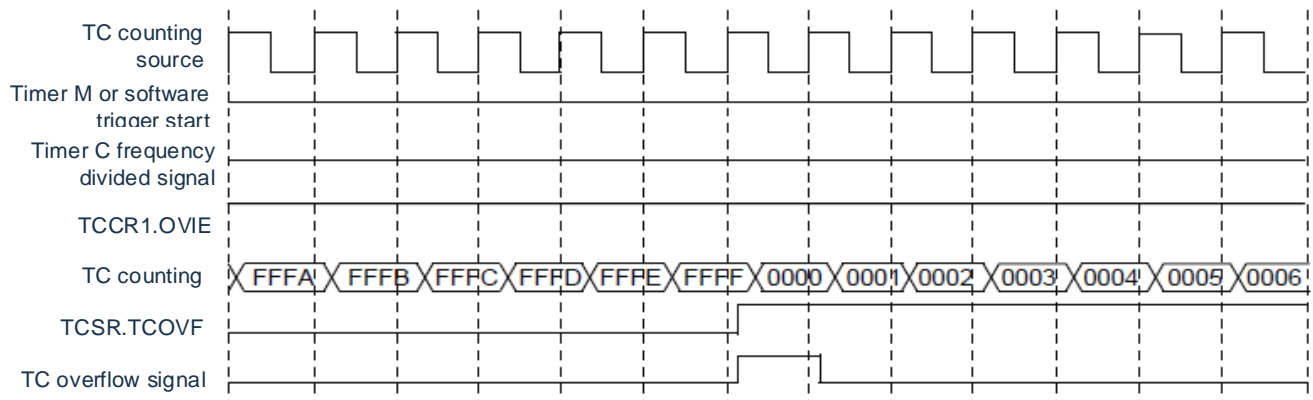 TC counting
source
Timer M or software
trigger start
Timer C frequency
divided signal
TCCR1.OVIE
TC counting FFFA FFFB FFFC FFFD FFFE FFFF 0000 0001 0002 0003 0004 0005 0006
TCSR.TCOVF
TC overflow signal